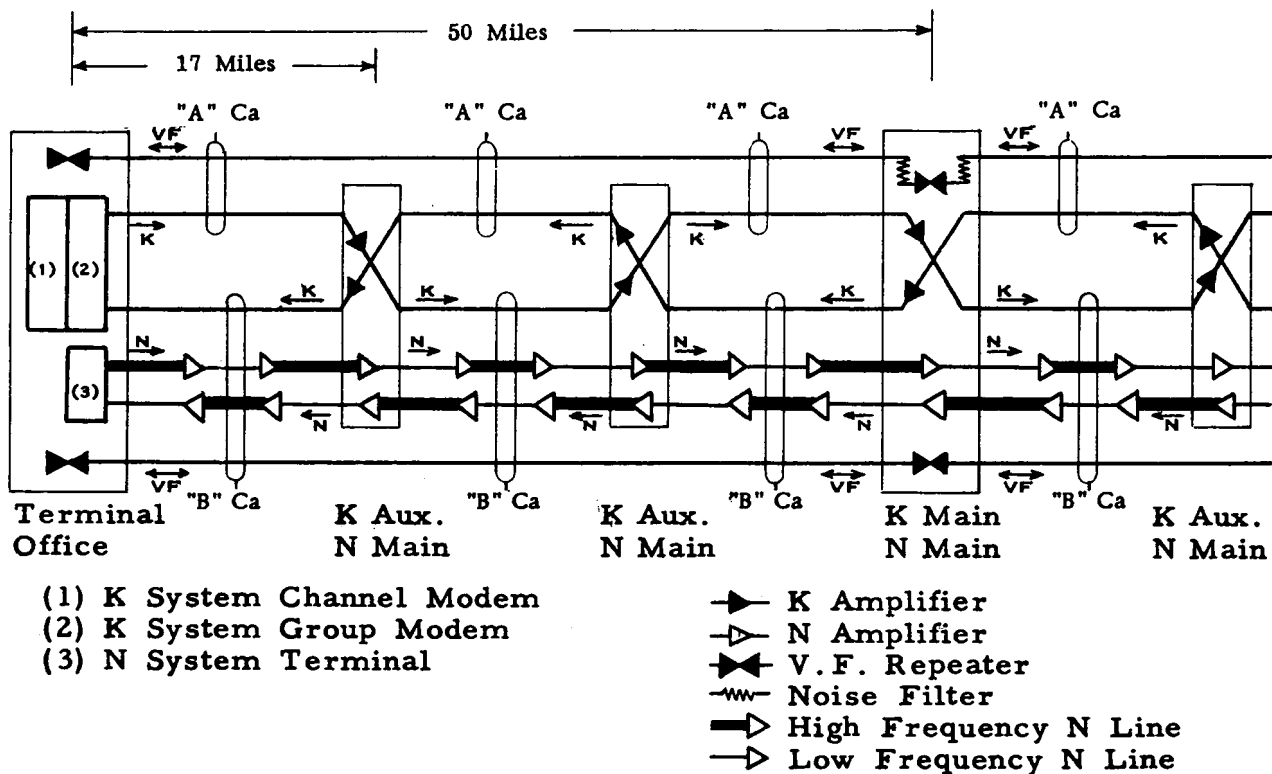 50 Miles
17 Miles
"A" Ca "A" Ca "A" Ca "A" Ca
VF VF VF
K K K K
(1) (2)
K K K K
N N N N
(3)
N N N N
VF VF VF
"B" Ca "B" Ca "B" Ca "B" Ca
Terminal Office
K Aux. N Main
K Aux. N Main
K Main N Main
K Aux. N Main
(1) K System Channel Modem
(2) K System Group Modem
(3) N System Terminal
K Amplifier
N Amplifier
V.F. Repeater
Noise Filter
High Frequency N Line
Low Frequency N Line